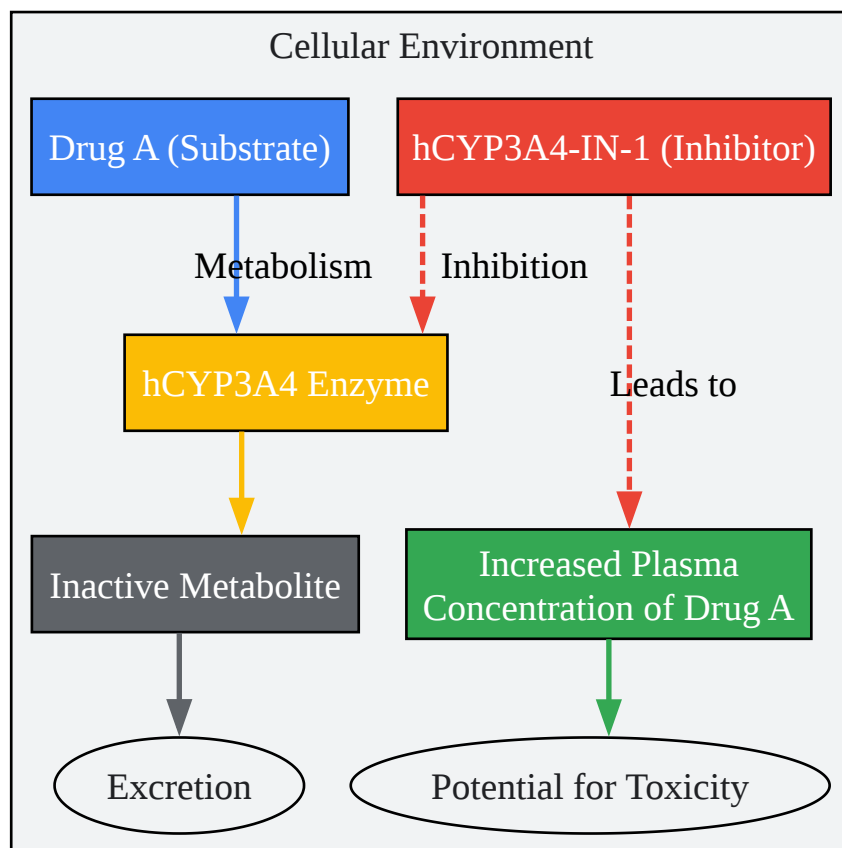 Cellular Environment
Drug A (Substrate)
hCYP3A4-IN-1 (Inhibitor)
Metabolism
Inhibition
hCYP3A4 Enzyme
Leads to
Inactive Metabolite
Increased Plasma
Concentration of Drug A
Excretion
Potential for Toxicity